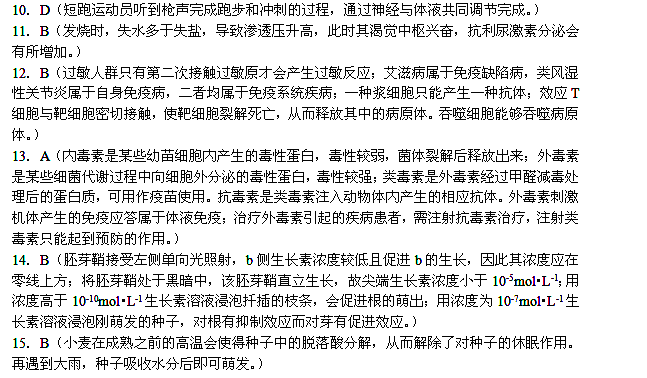 10. D（短跑运动员听到枪声完成跑步和冲刺的过程，通过神经与体液共同调节完成。）
11. B（发烧时，失水多于失盐，导致渗透压升高，此时其渴觉中枢兴奋，抗利尿激素分泌会
有所增加。）
12. B（过敏人群只有第二次接触过敏原才会产生过敏反应；艾滋病属于免疫缺陷病，类风湿
性关节炎属于自身免疫病，二者均属于免疫系统疾病；一种浆细胞只能产生一种抗体；效应 T
细胞与靶细胞密切接触，使靶细胞裂解死亡，从而释放其中的病原体。吞噬细胞能够吞噬病原
体。）
13. A（内毒素是某些幼苗细胞内产生的毒性蛋白，毒性较弱，菌体裂解后释放出来；外毒素
是某些细菌代谢过程中向细胞外分泌的毒性蛋白，毒性较强；类毒素是外毒素经过甲醛减毒处
理后的蛋白质，可用作疫苗使用。抗毒素是类毒素注入动物体内产生的相应抗体。外毒素刺激
机体产生的免疫应答属于体液免疫；治疗外毒素引起的疾病患者，需注射抗毒素治疗，注射类
毒素只能起到预防的作用。）
14. B（胚芽鞘接受左侧单向光照射，b 侧生长素浓度较低且促进 b 的生长，因此其浓度应在
零线上方；将胚芽鞘处于黑暗中，该胚芽鞘直立生长，故尖端生长素浓度小于 10⁻⁵mol•L⁻¹；用
浓度高于 10⁻¹⁰mol•L⁻¹ 生长素溶液浸泡扦插的枝条，会促进根的萌出；用浓度为 10⁻⁷mol•L⁻¹ 生
长素溶液浸泡刚萌发的种子，对根有抑制效应而对芽有促进效应。）
15. B（小麦在成熟之前的高温会使得种子中的脱落酸分解，从而解除了对种子的休眠作用。
再遇到大雨，种子吸收水分后即可萌发。）